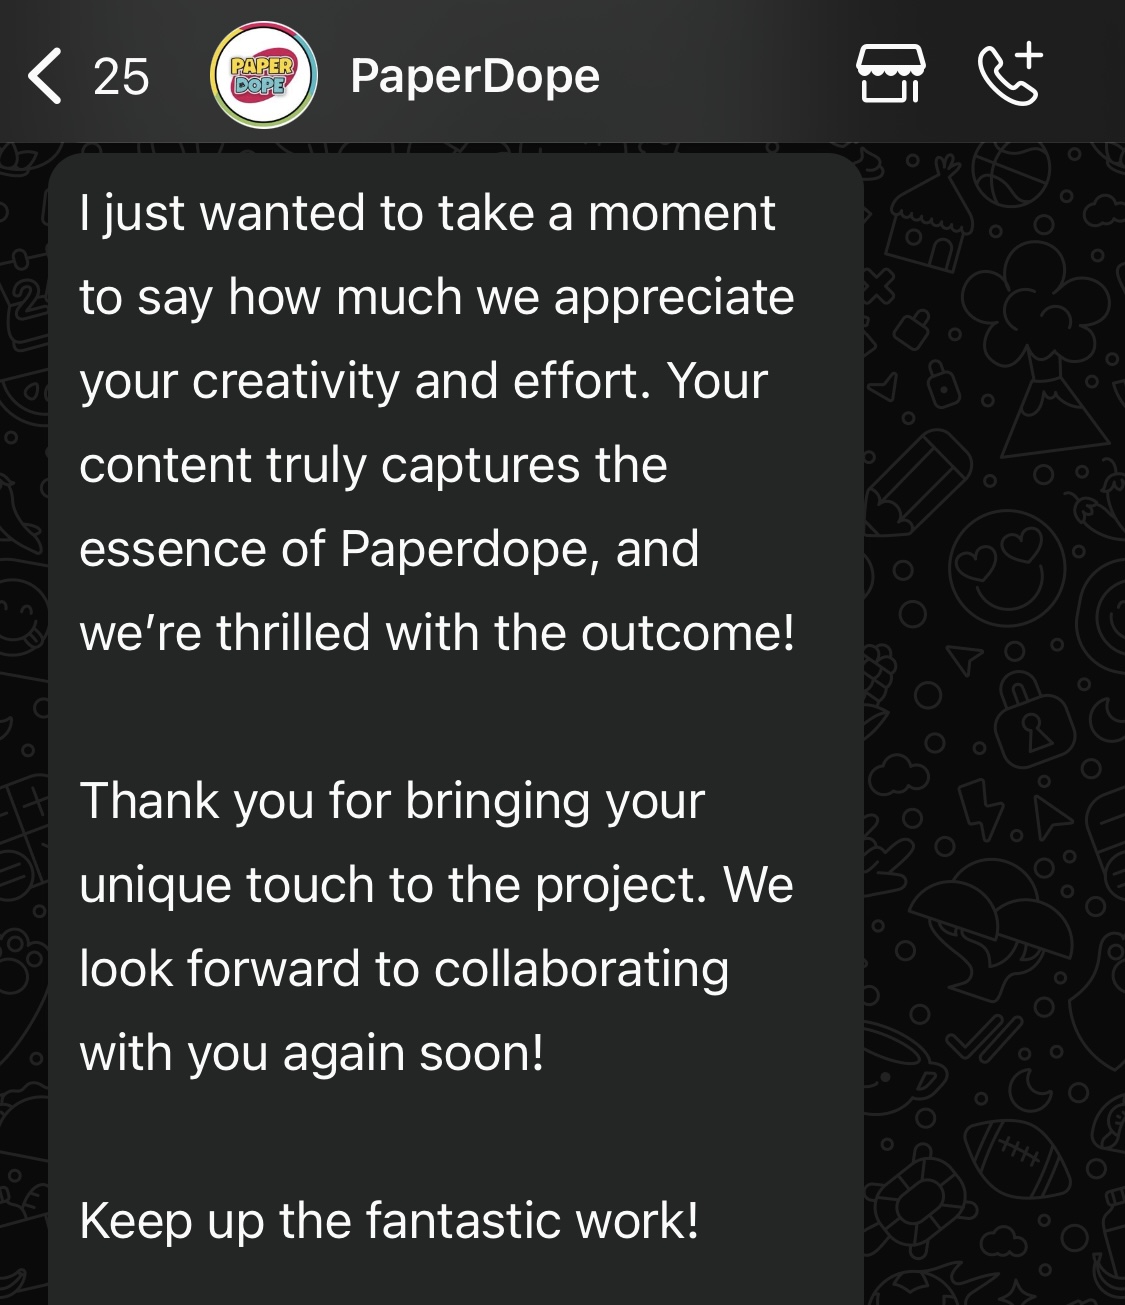 25
PAPER
DOPE
PaperDope
I just wanted to take a moment
to say how much we appreciate
your creativity and effort. Your
content truly captures the
essence of Paperdope, and
we’re thrilled with the outcome!
Thank you for bringing your
unique touch to the project. We
look forward to collaborating
with you again soon!
Keep up the fantastic work!